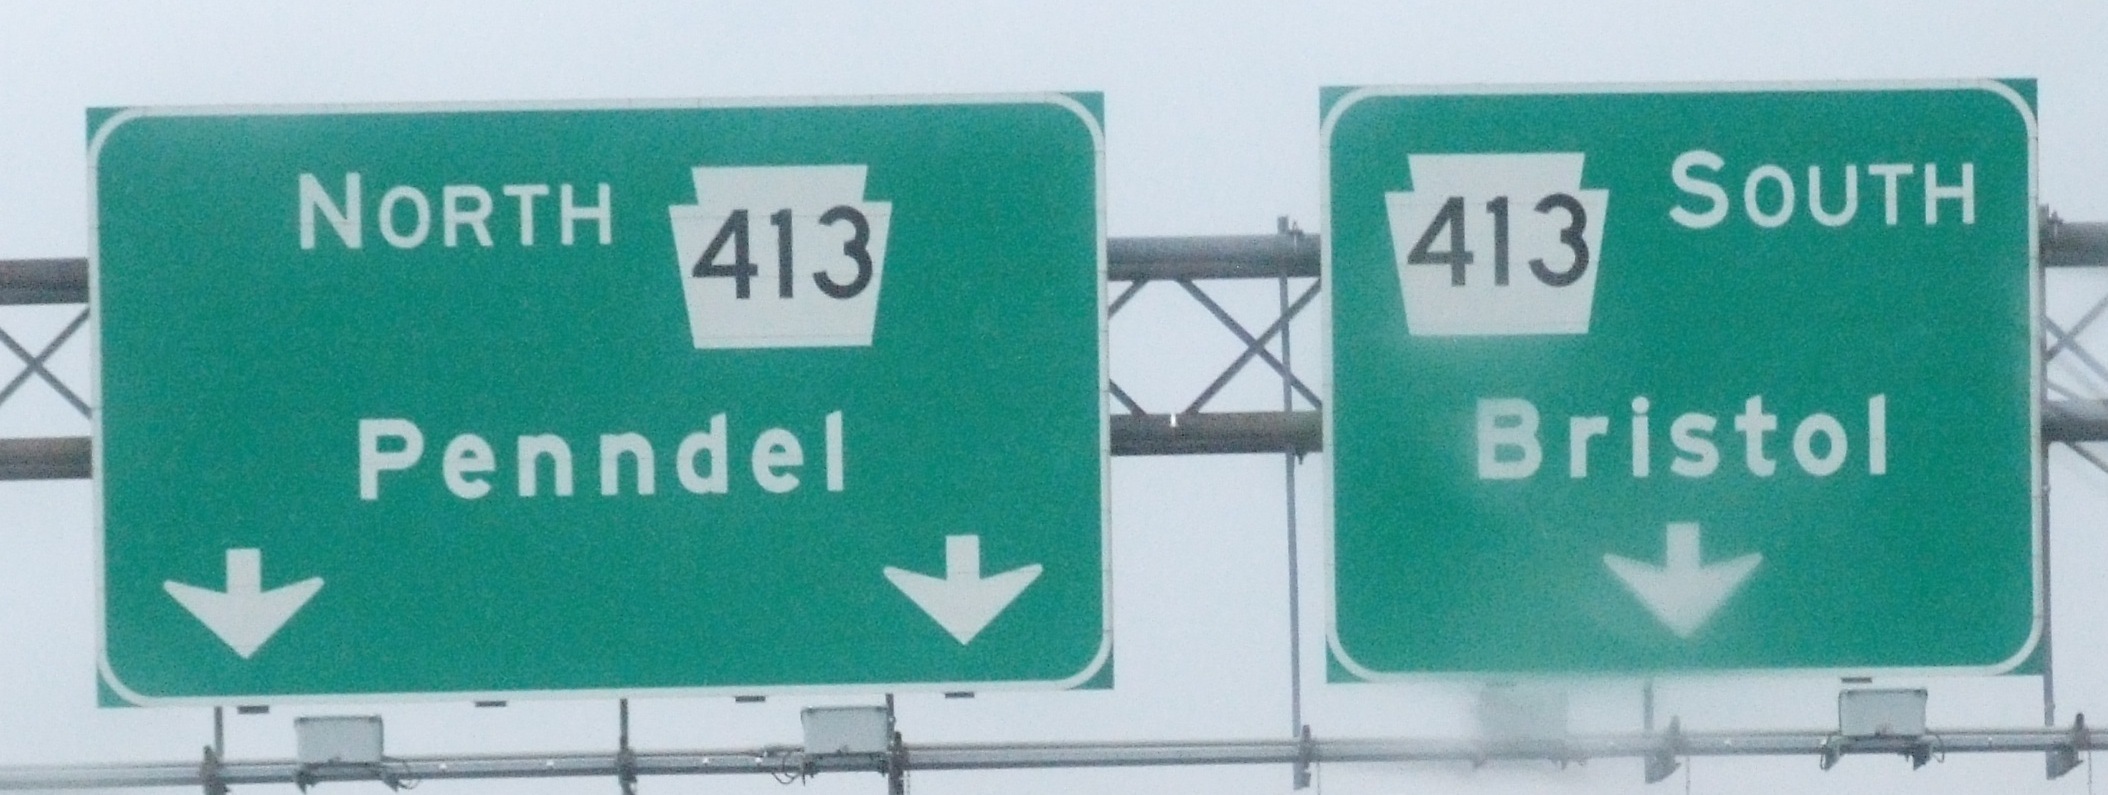 NORTH 413
Penndel
413 SOUTH
Bristol